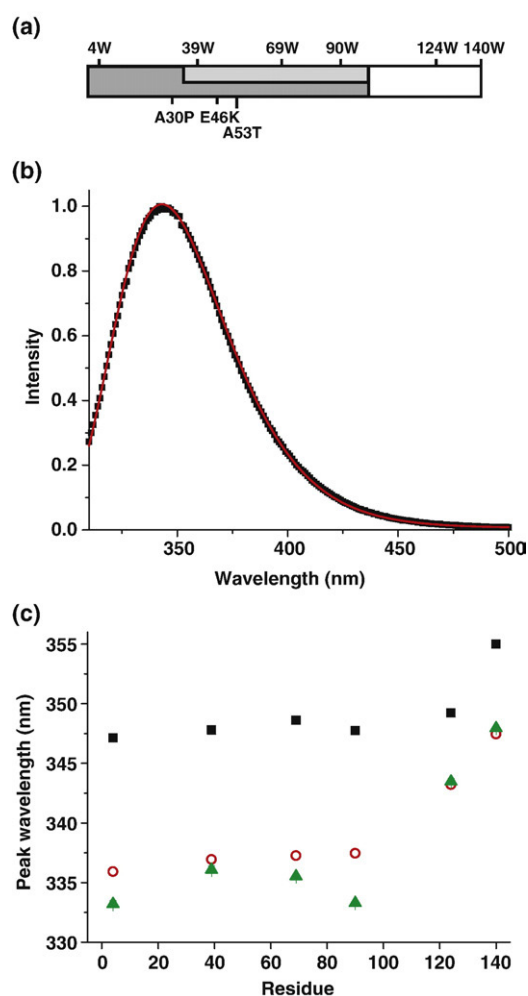 (a)
4W 39W 69W 90W 124W 140W
A30P E46K
A53T
(b)
1.0
0.8
0.6
0.4
0.2
0.0
Intensity
350 400 450 500
Wavelength (nm)
(c)
355
350
345
340
335
330
Peak wavelength (nm)
0 20 40 60 80 100 120 140
Residue